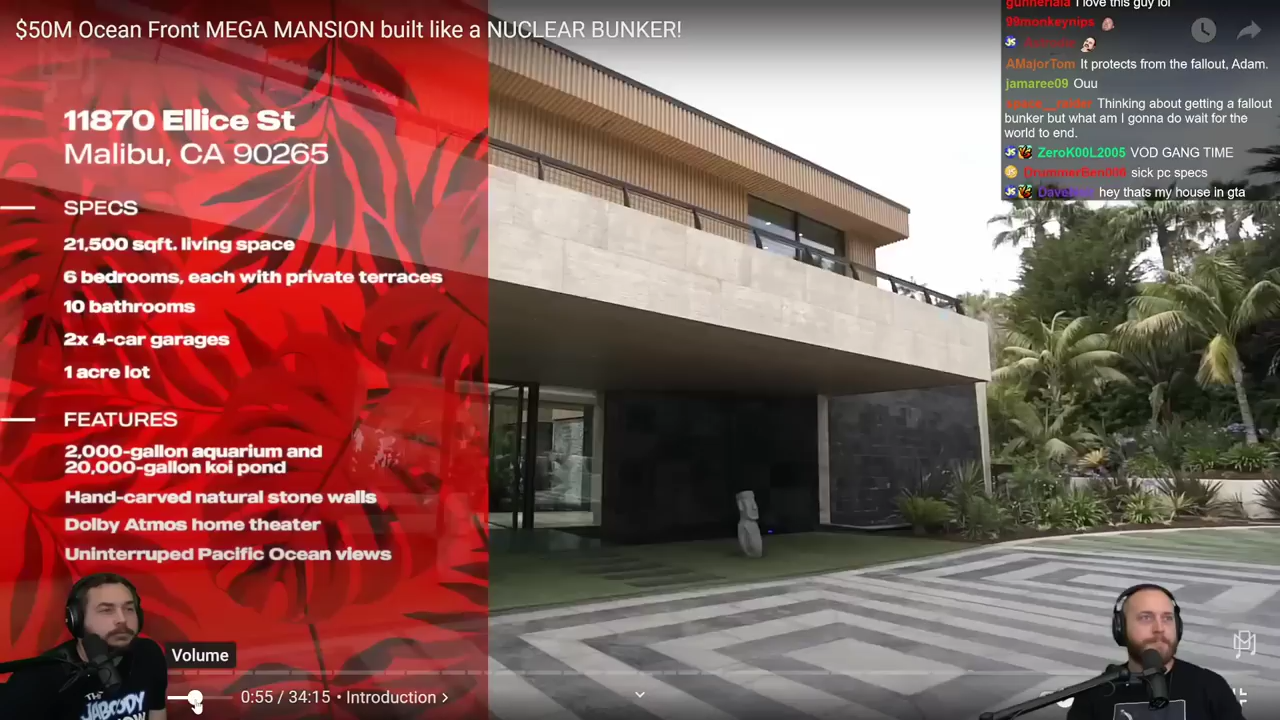 $50M Ocean Front MEGA MANSION built like a NUCLEAR BUNKER!
11870 Ellice St
Malibu, CA 90265
SPECS
21,500 sqft. living space
6 bedrooms, each with private terraces
10 bathrooms
2x 4-car garages
1 acre lot
FEATURES
2,000-gallon aquarium and
20,000-gallon koi pond
Hand-carved natural stone walls
Dolby Atmos home theater
Uninterruped Pacific Ocean views
Volume
0:55 / 34:15 • Introduction
I love this guy lol
99monkeynips
AMajorTom It protects from the fallout, Adam.
jamaree09 Ouu
Thinking about getting a fallout
bunker but what am I gonna do wait for the
world to end.
ZeroK00L2005 VOD GANG TIME
sick pc specs
hey thats my house in gta
THE